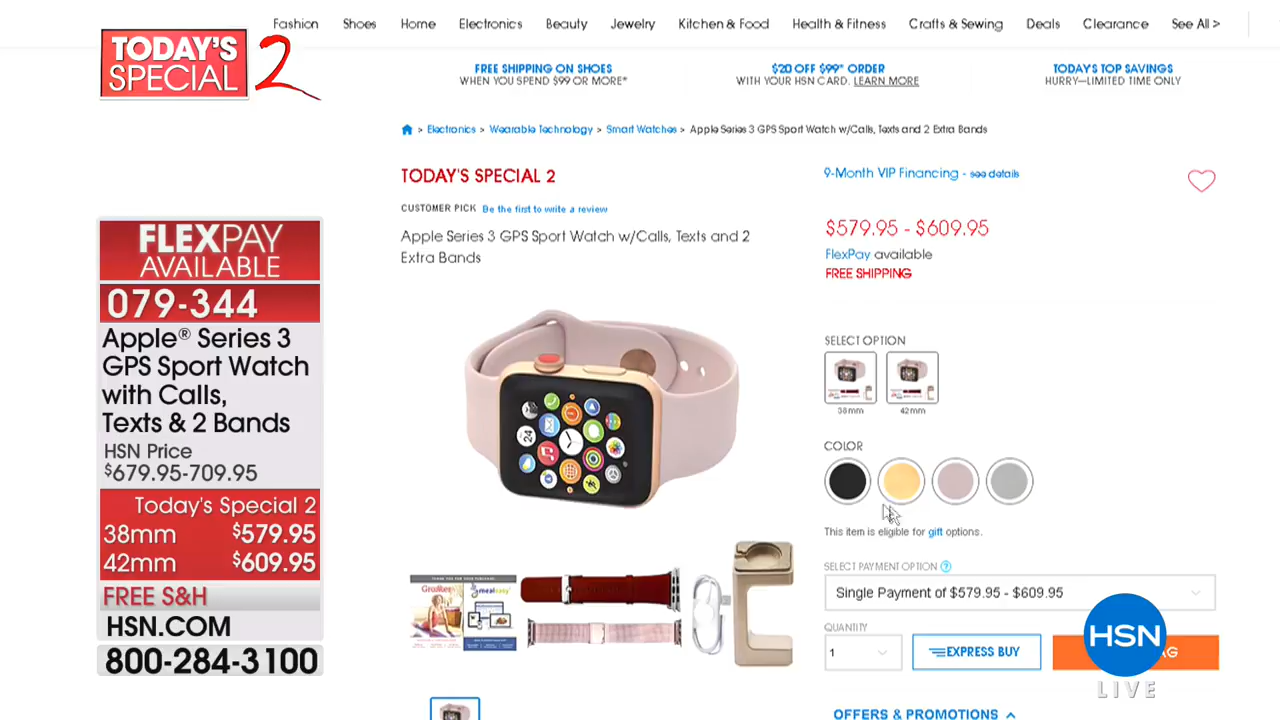 Fashion Shoes Home Electronics Beauty Jewelry Kitchen & Food Health & Fitness Crafts & Sewing Deals Clearance See All >
TODAY'S
SPECIAL 2
FREE SHIPPING ON SHOES
WHEN YOU SPEND $99 OR MORE*
$20 OFF $99* ORDER
WITH YOUR HSN CARD. LEARN MORE
TODAY'S TOP SAVINGS
HURRY—LIMITED TIME ONLY
> Electronics > Wearable Technology > Smart Watches > Apple Series 3 GPS Sport Watch w/Calls, Texts and 2 Extra Bands
FLEXPAY
AVAILABLE
079-344
Apple® Series 3
GPS Sport Watch
with Calls,
Texts & 2 Bands
HSN Price
$679.95-709.95
Today's Special 2
38mm $579.95
42mm $609.95
FREE S&H
HSN.COM
800-284-3100
TODAY'S SPECIAL 2
CUSTOMER PICK Be the first to write a review
Apple Series 3 GPS Sport Watch w/Calls, Texts and 2
Extra Bands
9-Month VIP Financing - see details
$579.95 - $609.95
FlexPay available
FREE SHIPPING
SELECT OPTION
38mm 42mm
COLOR
This item is eligible for gift options.
SELECT PAYMENT OPTION ?
Single Payment of $579.95 - $609.95
QUANTITY
1
EXPRESS BUY
HSN
LIVE
OFFERS & PROMOTIONS